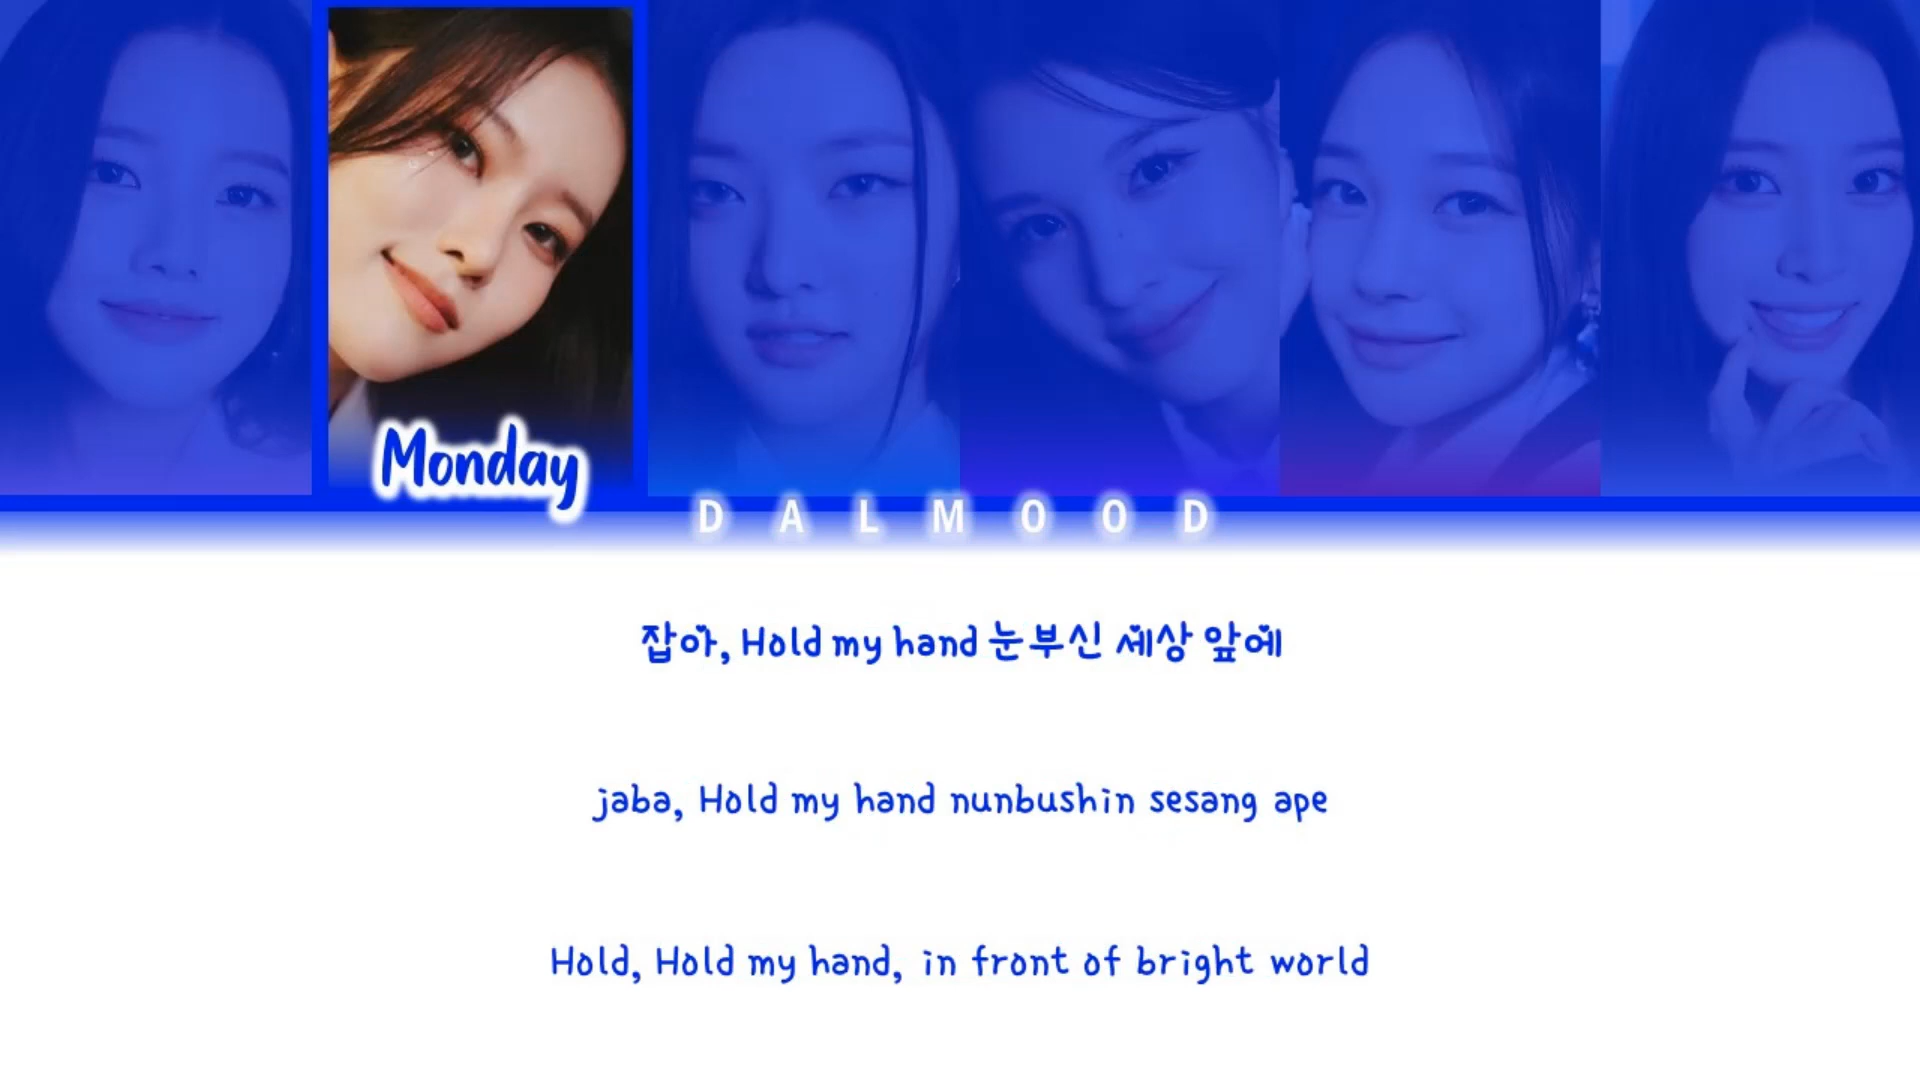 Monday
DALMOOD
잡아, Hold my hand 눈부신 세상 앞에
jaba, Hold my hand nunbushin sesang ape
Hold, Hold my hand, in front of bright world